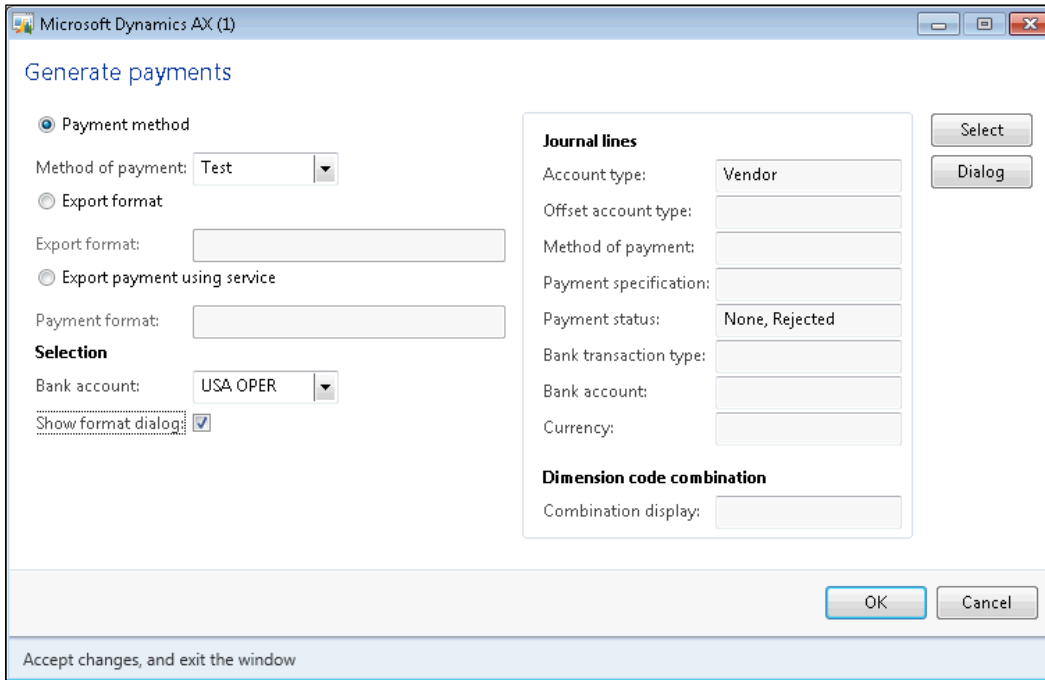 Microsoft Dynamics AX (1)
Generate payments
Payment method
Method of payment: Test
Export format
Export format:
Export payment using service
Payment format:
Selection
Bank account: USA OPER
Show format dialog:
Journal lines
Account type: Vendor
Offset account type:
Method of payment:
Payment specification:
Payment status: None, Rejected
Bank transaction type:
Bank account:
Currency:
Dimension code combination
Combination display:
Select
Dialog
OK
Cancel
Accept changes, and exit the window